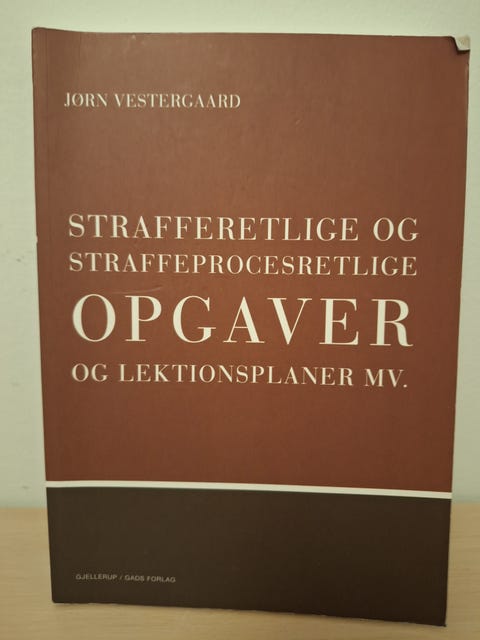 JØRN VESTERGAARD
STRAFFERETLIGE OG
STRAFFEPROCESRETLIGE
OPGAVER
OG LEKTIONSPLANER MV.
GJELLERUP / GADS FORLAG